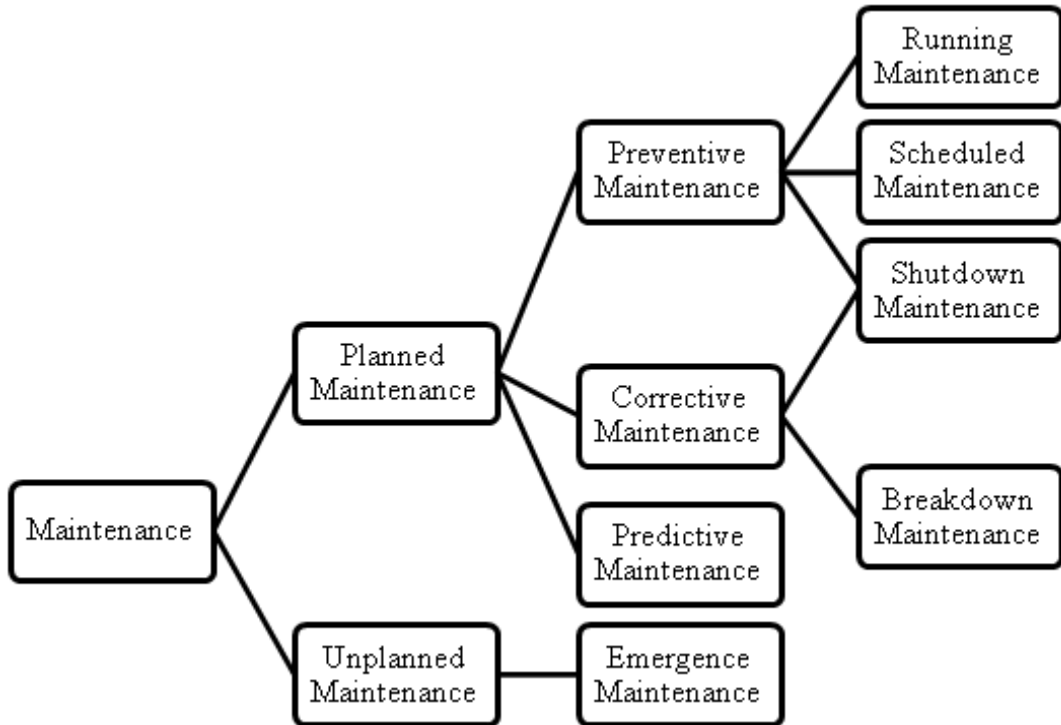 Running
Maintenance
Preventive
Maintenance
Scheduled
Maintenance
Shutdown
Maintenance
Planned
Maintenance
Corrective
Maintenance
Breakdown
Maintenance
Maintenance
Predictive
Maintenance
Unplanned
Maintenance
Emergence
Maintenance